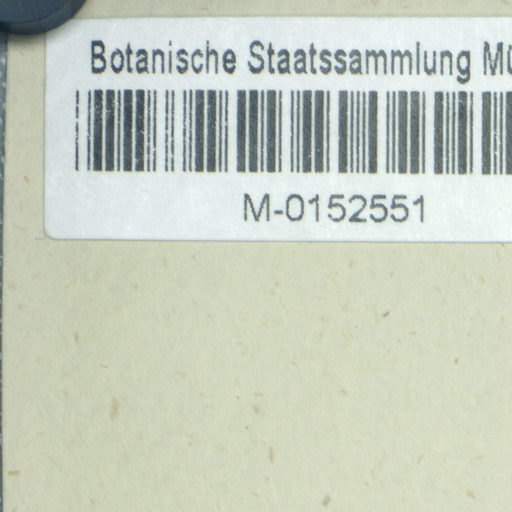 Botanische Staatssammlung Mü
M-0152551